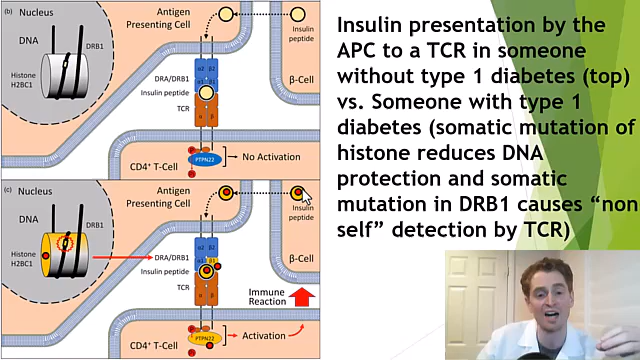 (b)
Nucleus
DNA
DRB1
Histone
H2BC1
Antigen
Presenting Cell
α2 β2
α1 β1
DRA/DRB1
Insulin peptide
TCR
α β
PTPN22
CD4⁺ T-Cell
No Activation
Insulin
peptide
β-Cell
(c)
Nucleus
DNA
DRB1
Histone
H2BC1
Antigen
Presenting Cell
α2 β2
α1 β1
DRA/DRB1
Insulin peptide
TCR
α β
PTPN22
CD4⁺ T-Cell
Activation
Immune
Reaction
Insulin
peptide
β-Cell
Insulin presentation by the
APC to a TCR in someone
without type 1 diabetes (top)
vs. Someone with type 1
diabetes (somatic mutation of
histone reduces DNA
protection and somatic
mutation in DRB1 causes “non
self” detection by TCR)